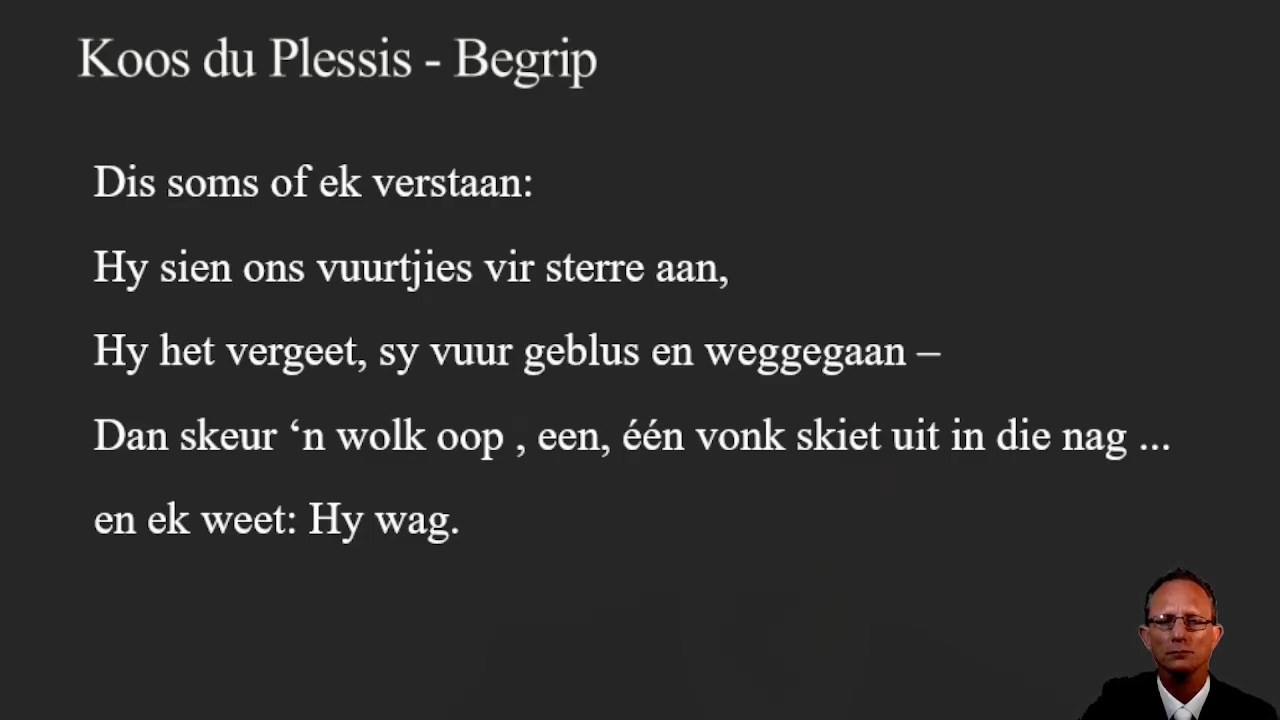 Koos du Plessis - Begrip
Dis soms of ek verstaan:
Hy sien ons vuurtjies vir sterre aan,
Hy het vergeet, sy vuur geblus en weggegaan –
Dan skeur ‘n wolk oop , een, één vonk skiet uit in die nag ...
en ek weet: Hy wag.